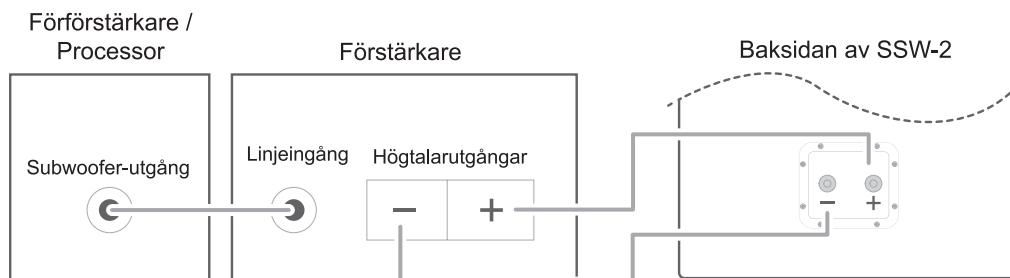 Förförstärkare /
Processor
Förstärkare
Baksidan av SSW-2
Subwoofer-utgång
Linjeingång
Högtalarutgångar
− +
− +